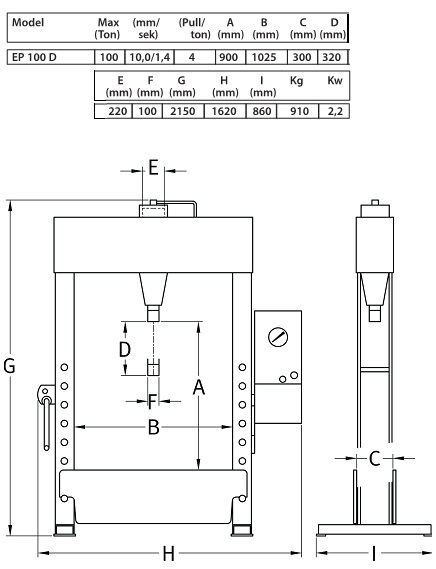 Model Max (mm/ (Pull/ A B C D
(Ton) sek) ton) (mm) (mm) (mm) (mm)
EP 100 D 100 10,0/1,4 4 900 1025 300 320
E F G H I Kg Kw
(mm) (mm) (mm) (mm) (mm)
220 100 2150 1620 860 910 2,2
E
D
G
A
F
B
C
H
I